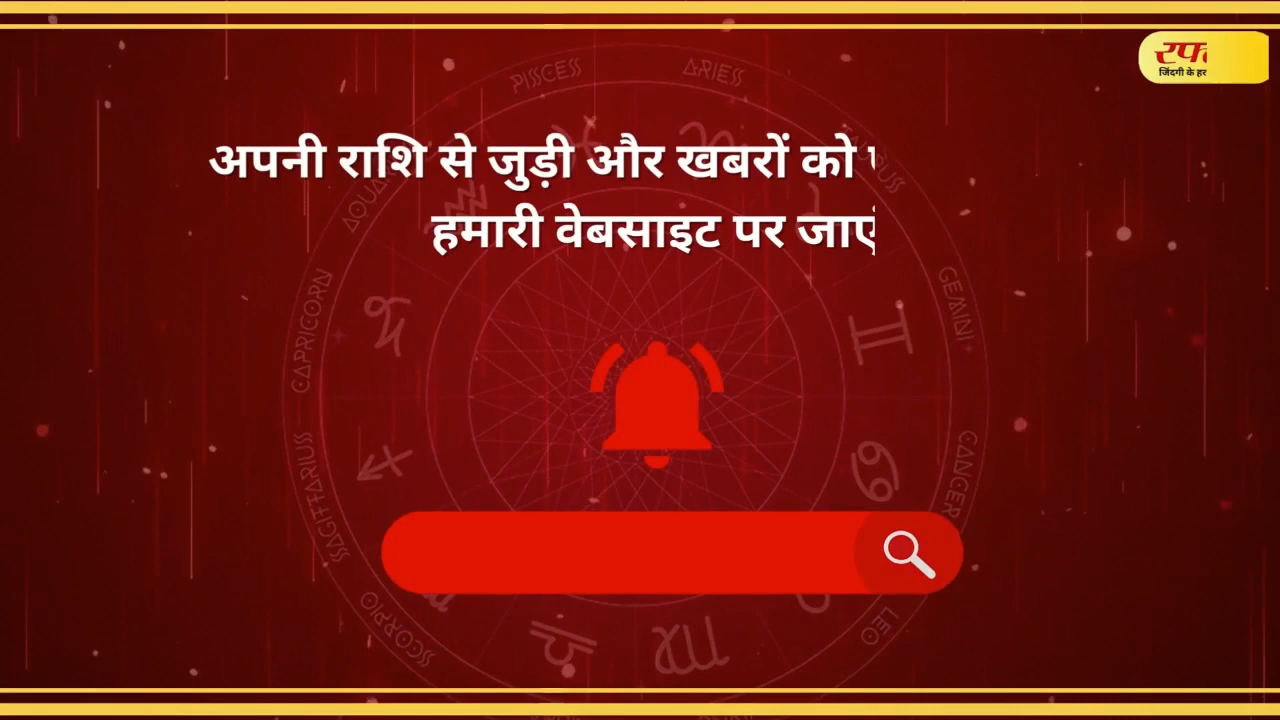 PISCES
ARIES
अपनी राशि से जुड़ी और खबरों को
हमारी वेबसाइट पर
जिंदगी के हर
CAPRICORN
GEMINI
CANCER
SAGITTARIUS
SCORPIO
LEO